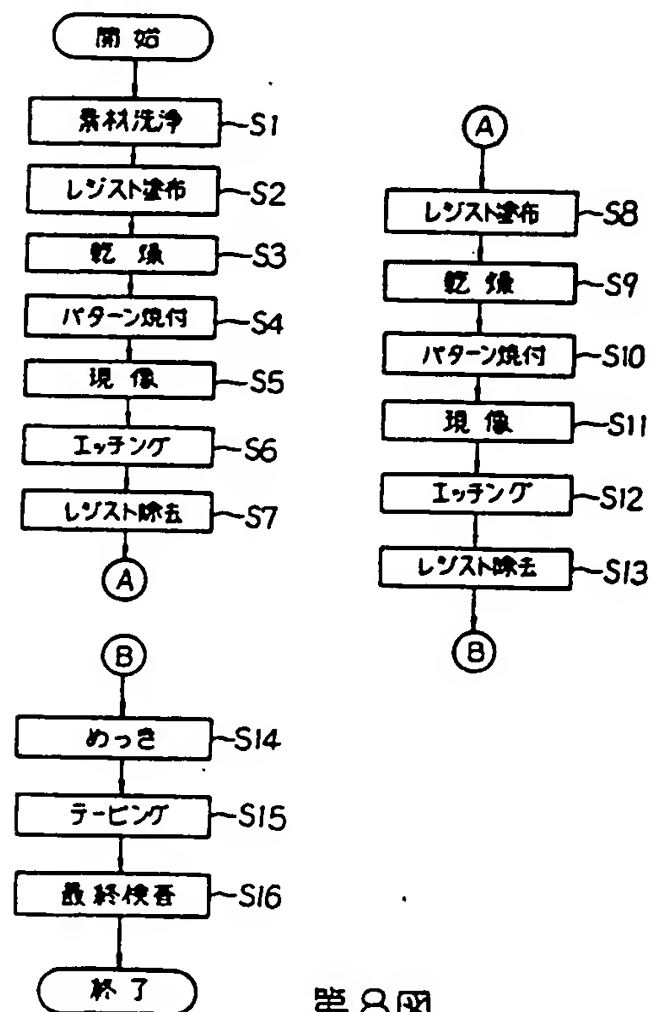 開始
素材洗浄 S1
レジスト塗布 S2
乾燥 S3
パターン焼付 S4
現像 S5
エッチング S6
レジスト除去 S7
A
A
レジスト塗布 S8
乾燥 S9
パターン焼付 S10
現像 S11
エッチング S12
レジスト除去 S13
B
B
めっき S14
テーピング S15
最終検査 S16
終了
第8図